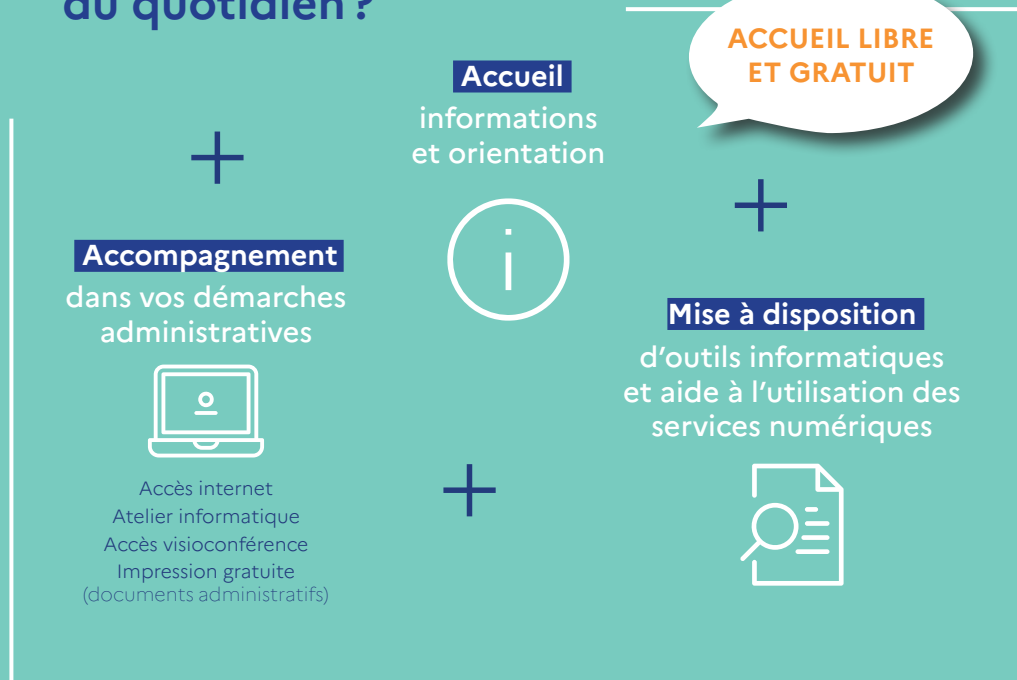 du quotidien ?
ACCUEIL LIBRE
ET GRATUIT
Accueil
informations
et orientation
Accompagnement
dans vos démarches
administratives
Accès internet
Atelier informatique
Accès visioconférence
Impression gratuite
(documents administratifs)
Mise à disposition
d’outils informatiques
et aide à l’utilisation des
services numériques